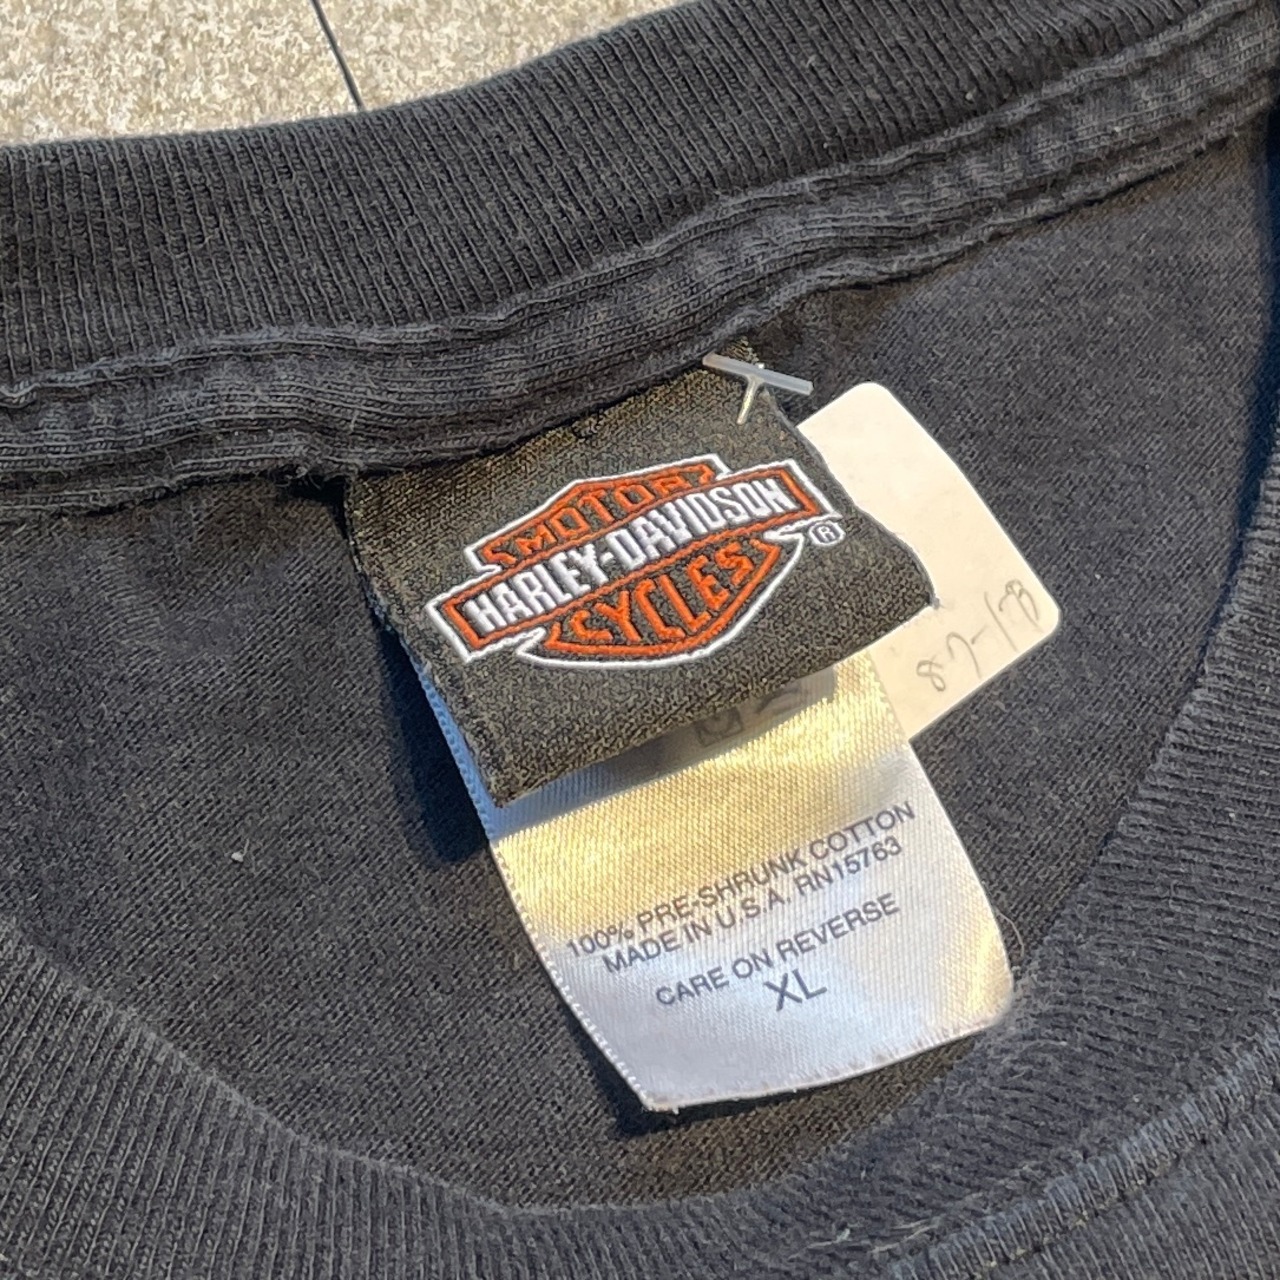 MOTOR
HARLEY-DAVIDSON
®
CYCLES
100% PRE-SHRUNK COTTON
MADE IN U.S.A. RN15763
CARE ON REVERSE
XL